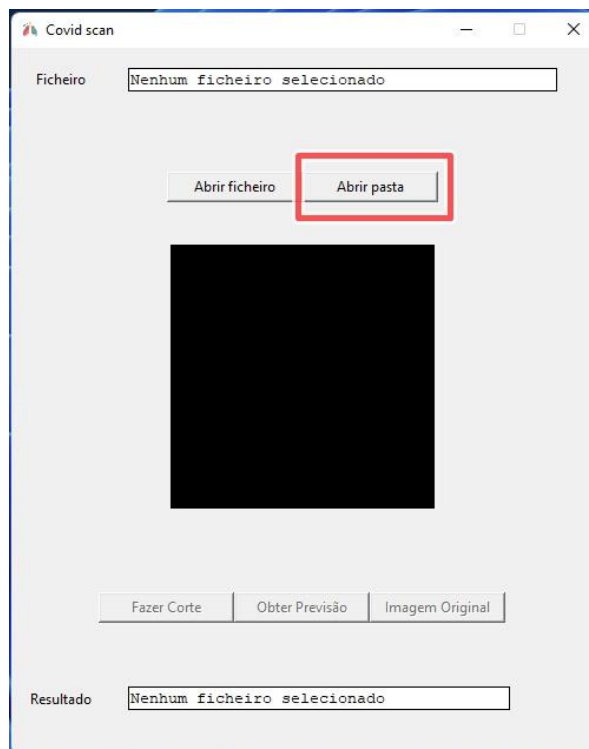 Covid scan
Ficheiro Nenhum ficheiro selecionado
Abrir ficheiro Abrir pasta
Fazer Corte Obter Previsão Imagem Original
Resultado Nenhum ficheiro selecionado